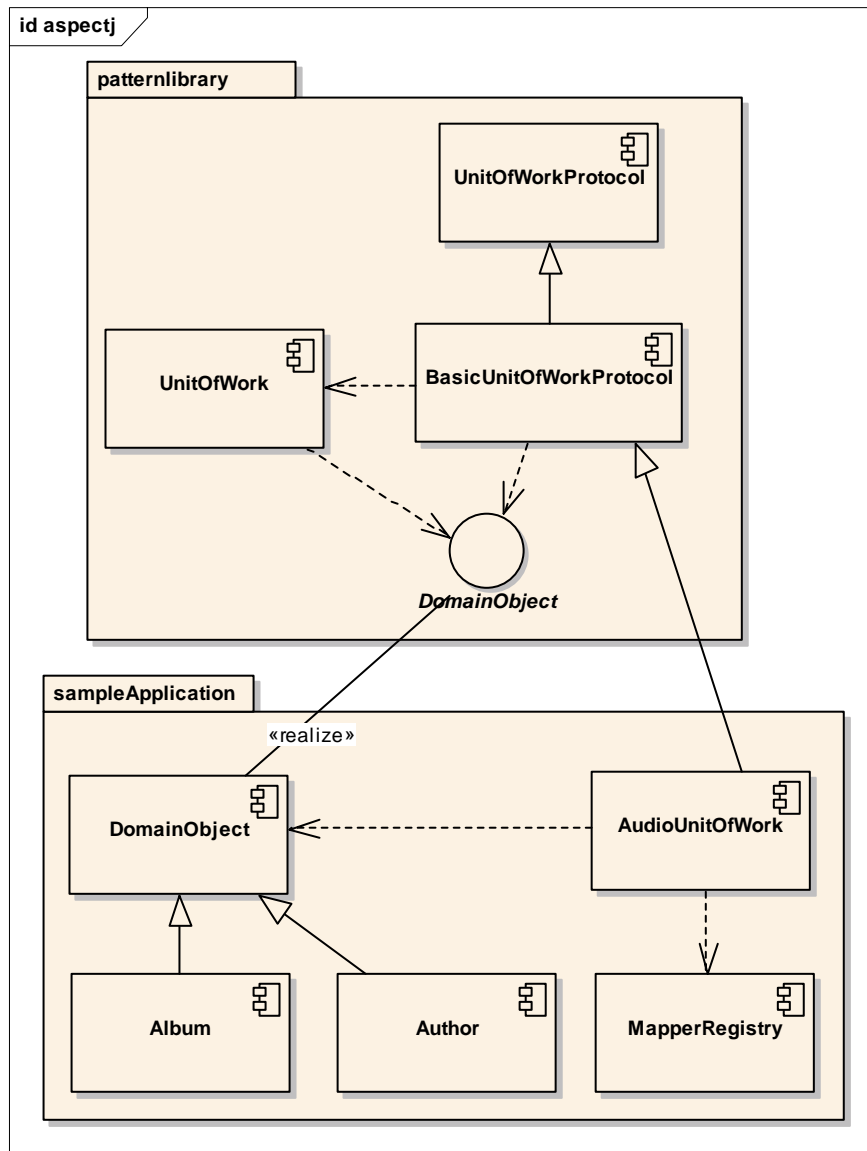 id aspectj
patternlibrary
UnitOfWorkProtocol
UnitOfWork
BasicUnitOfWorkProtocol
DomainObject
sampleApplication
«realize»
DomainObject
AudioUnitOfWork
Album
Author
MapperRegistry